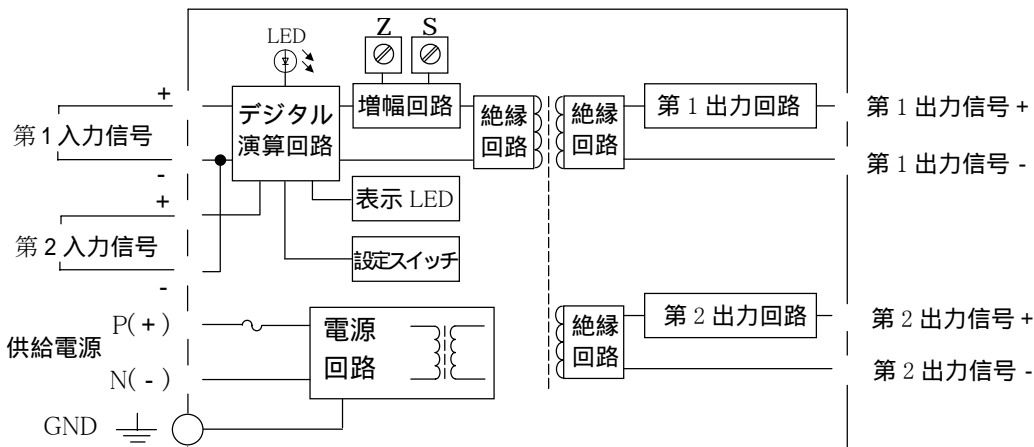 LED
Z
S
+
第1入力信号
-
デジタル
演算回路
増幅回路
絶縁
回路
絶縁
回路
第1出力回路
第1出力信号+
第1出力信号-
+
第2入力信号
-
表示LED
設定スイッチ
供給電源
P(+)
N(-)
電源
回路
絶縁
回路
第2出力回路
第2出力信号+
第2出力信号-
GND